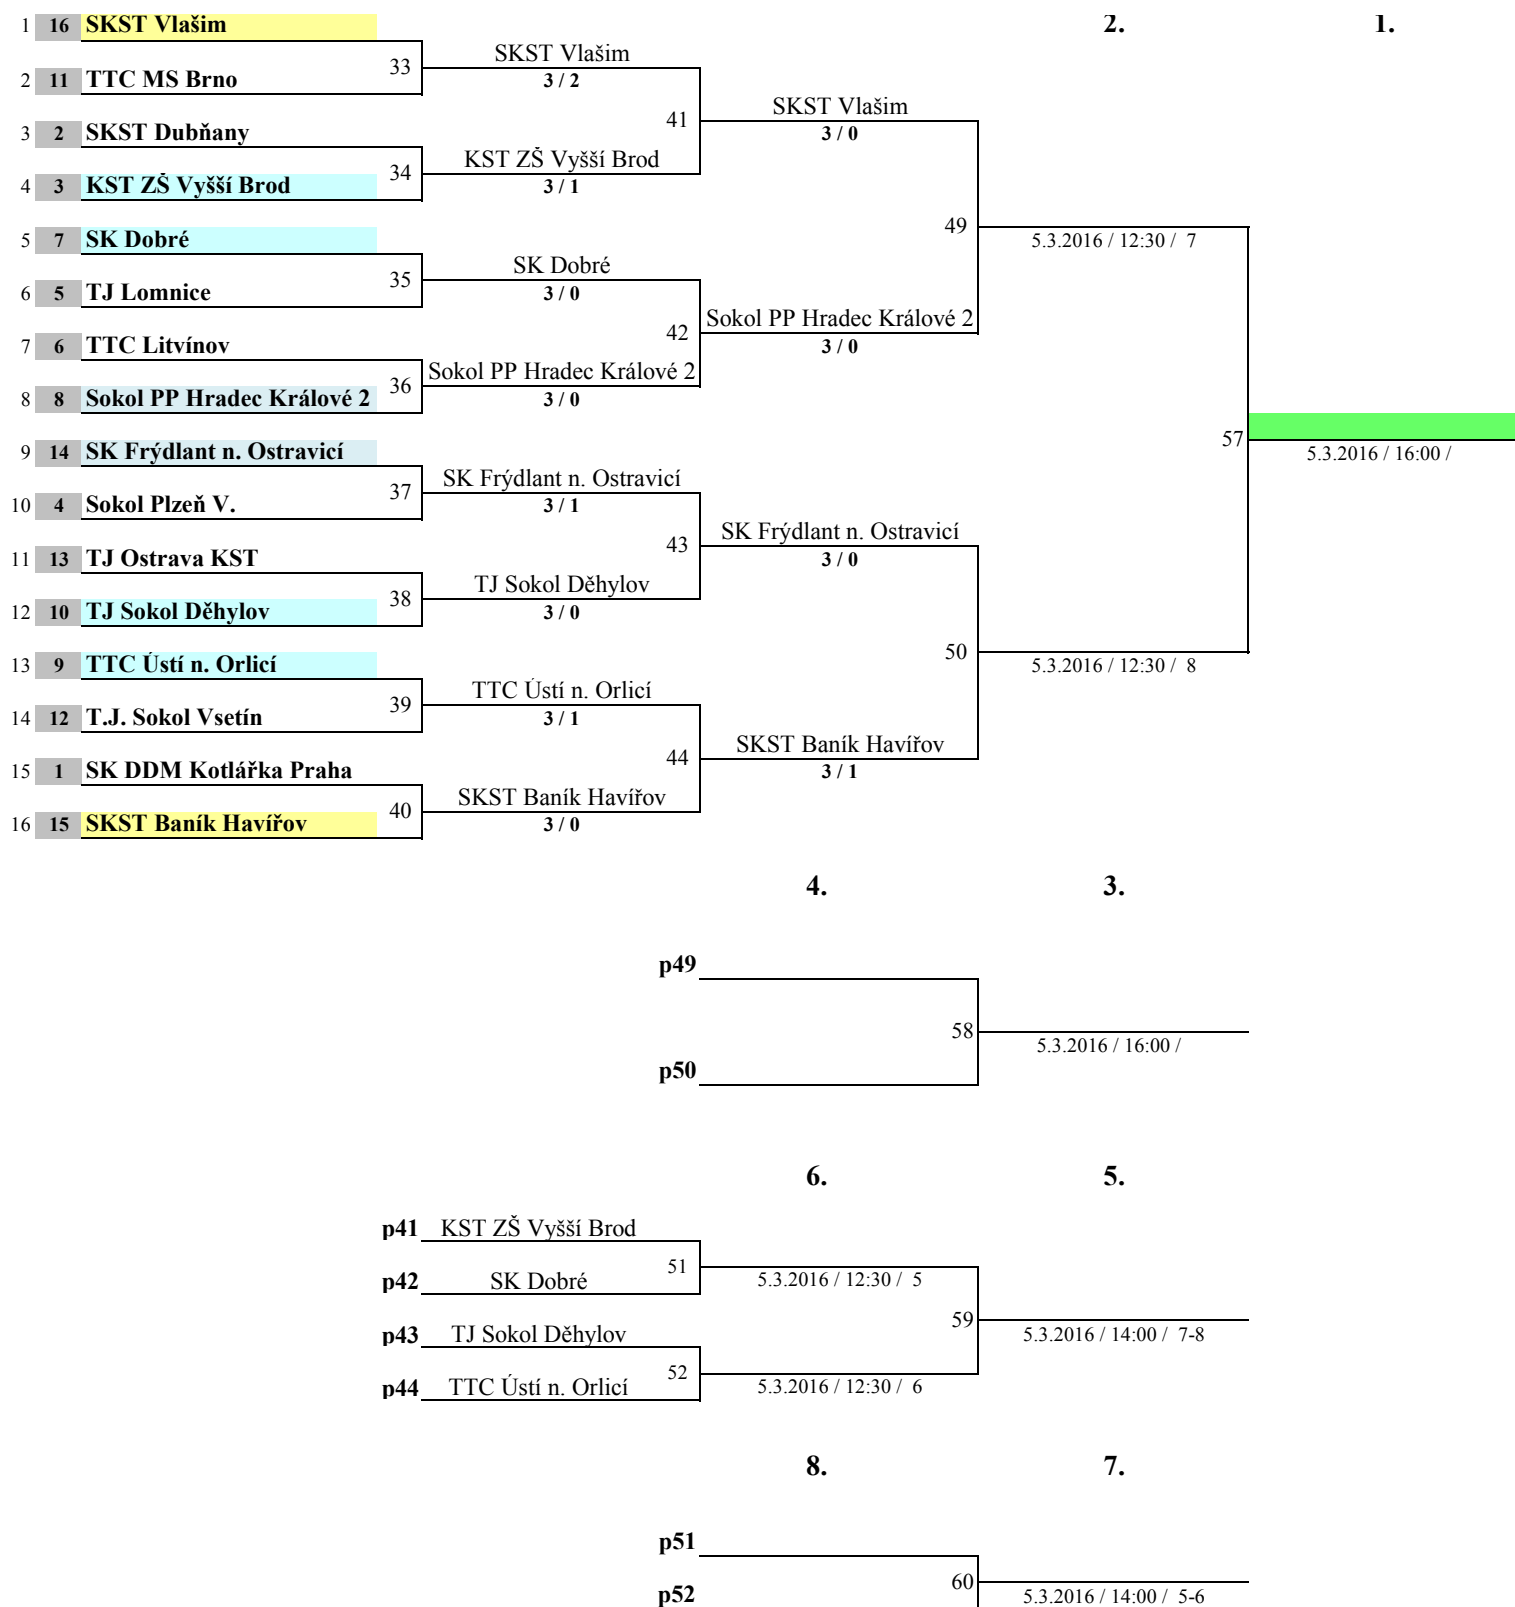 2. 1.
1 16 SKST Vlašim
SKST Vlašim
33
3 / 2
2 11 TTC MS Brno
SKST Vlašim
41
3 / 0
3 2 SKST Dubňany
KST ZŠ Vyšší Brod
34
3 / 1
4 3 KST ZŠ Vyšší Brod
49
5.3.2016 / 12:30 / 7
5 7 SK Dobré
SK Dobré
35
3 / 0
6 5 TJ Lomnice
Sokol PP Hradec Králové 2
42
3 / 0
7 6 TTC Litvínov
Sokol PP Hradec Králové 2
36
3 / 0
8 8 Sokol PP Hradec Králové 2
57
5.3.2016 / 16:00 /
9 14 SK Frýdlant n. Ostravicí
SK Frýdlant n. Ostravicí
37
3 / 1
10 4 Sokol Plzeň V.
SK Frýdlant n. Ostravicí
43
3 / 0
11 13 TJ Ostrava KST
TJ Sokol Děhylov
38
3 / 0
12 10 TJ Sokol Děhylov
50
5.3.2016 / 12:30 / 8
13 9 TTC Ústí n. Orlicí
TTC Ústí n. Orlicí
39
3 / 1
14 12 T.J. Sokol Vsetín
SKST Baník Havířov
44
3 / 1
15 1 SK DDM Kotlářka Praha
SKST Baník Havířov
40
3 / 0
16 15 SKST Baník Havířov
4. 3.
p49
58
5.3.2016 / 16:00 /
p50
6. 5.
p41 KST ZŠ Vyšší Brod
51
5.3.2016 / 12:30 / 5
p42 SK Dobré
59
5.3.2016 / 14:00 / 7-8
p43 TJ Sokol Děhylov
52
5.3.2016 / 12:30 / 6
p44 TTC Ústí n. Orlicí
8. 7.
p51
60
5.3.2016 / 14:00 / 5-6
p52